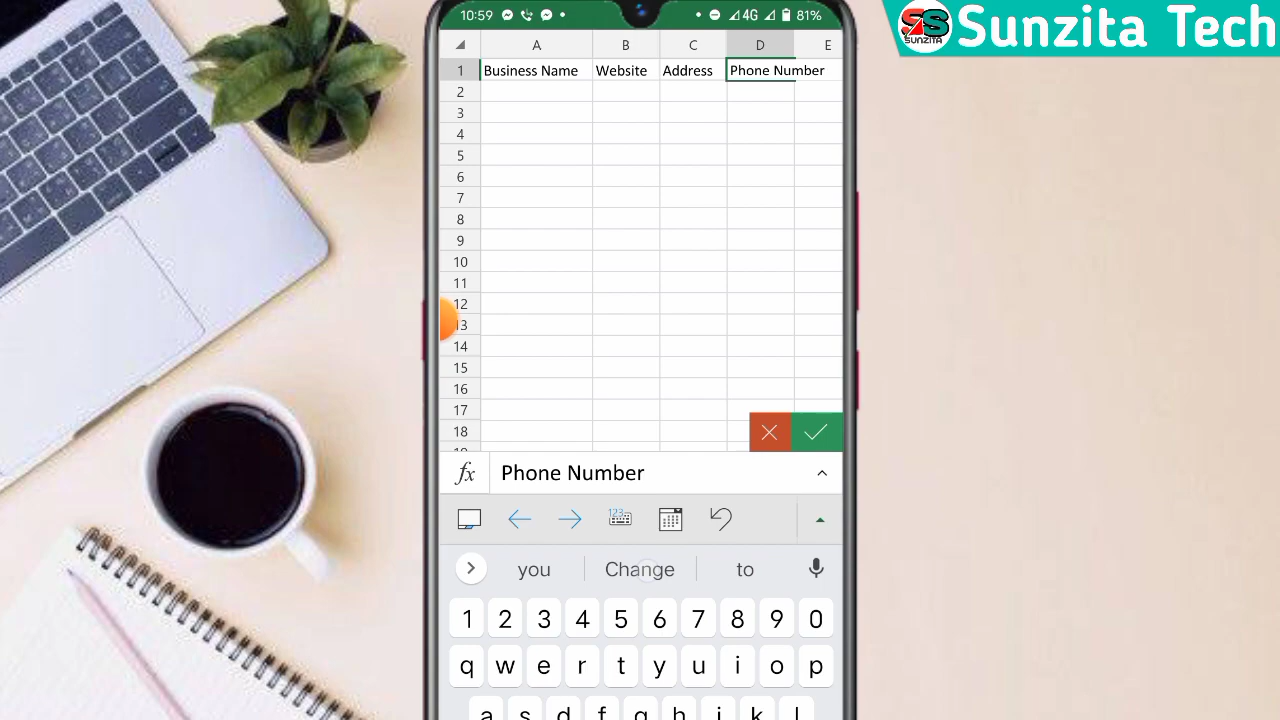 10:59 4G 81%
SS Sunzita Tech
SUNZITA
A B C D E
1 Business Name Website Address Phone Number
2
3
4
5
6
7
8
9
10
11
12
13
14
15
16
17
18
fx Phone Number
123
you Change to
1 2 3 4 5 6 7 8 9 0
q w e r t y u i o p
a s d f g h j k l